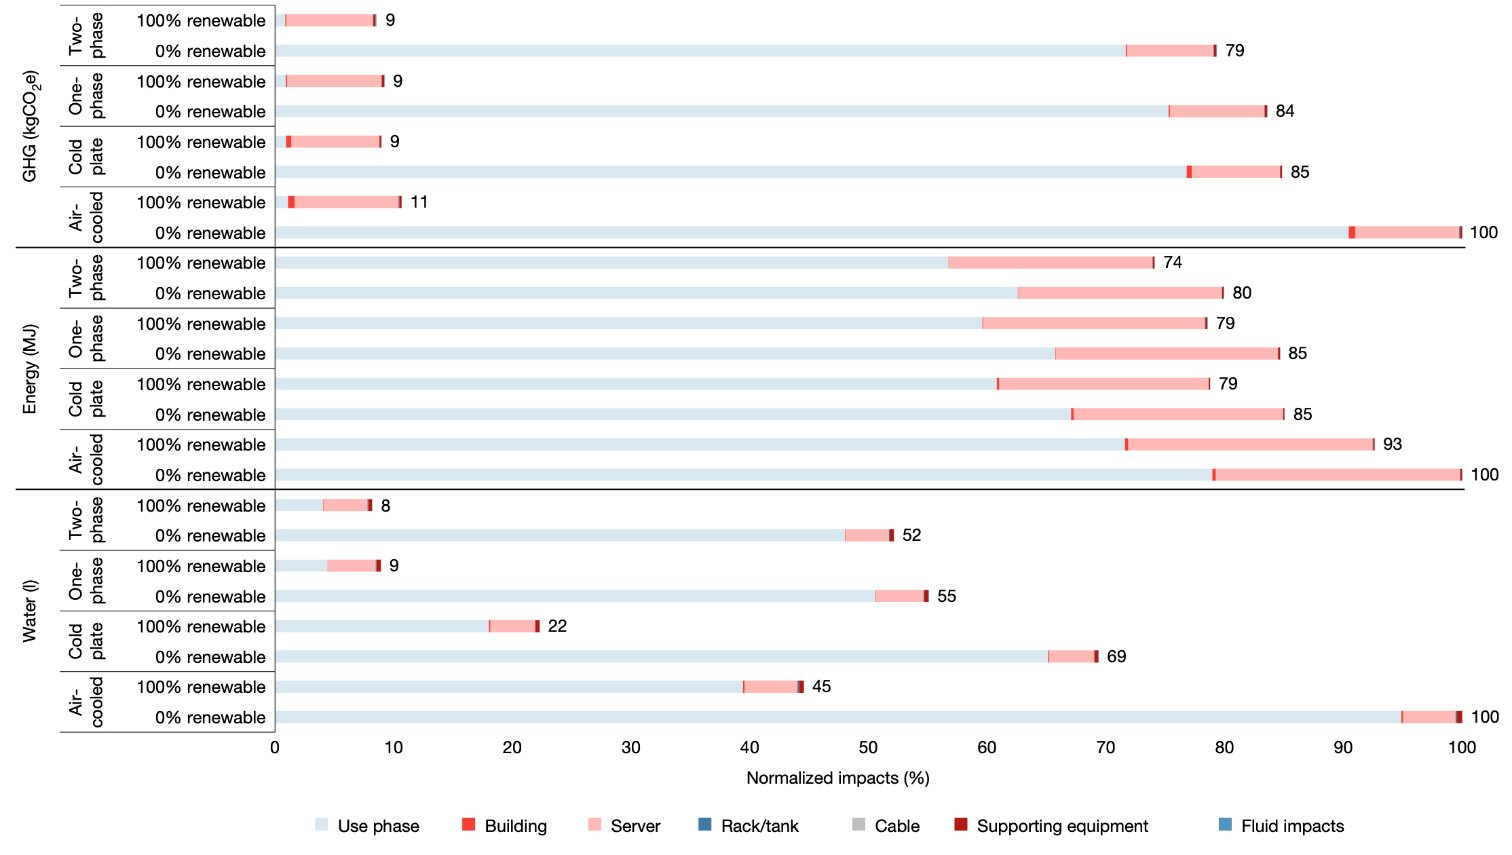 GHG (kgCO₂e)
Two-
phase
100% renewable
9
0% renewable
79
One-
phase
100% renewable
9
0% renewable
84
Cold
plate
100% renewable
9
0% renewable
85
Air-
cooled
100% renewable
11
0% renewable
100
Energy (MJ)
Two-
phase
100% renewable
74
0% renewable
80
One-
phase
100% renewable
79
0% renewable
85
Cold
plate
100% renewable
79
0% renewable
85
Air-
cooled
100% renewable
93
0% renewable
100
Water (l)
Two-
phase
100% renewable
8
0% renewable
52
One-
phase
100% renewable
9
0% renewable
55
Cold
plate
100% renewable
22
0% renewable
69
Air-
cooled
100% renewable
45
0% renewable
100
0 10 20 30 40 50 60 70 80 90 100
Normalized impacts (%)
Use phase Building Server Rack/tank Cable Supporting equipment Fluid impacts